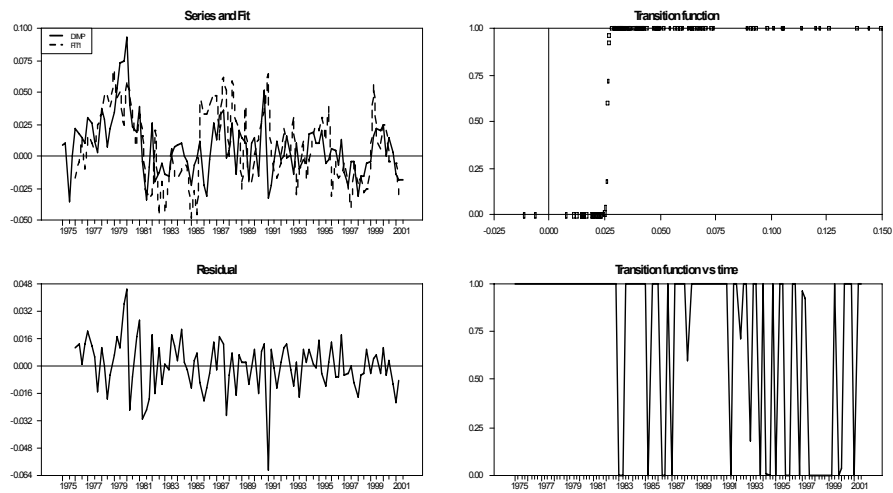 Series and Fit
0.100
0.075
0.050
0.025
0.000
-0.025
-0.050
DIMP
FIT1
1975 1977 1979 1981 1983 1985 1987 1989 1991 1993 1995 1997 1999 2001
Transition function
1.00
0.75
0.50
0.25
0.00
-0.025 0.000 0.025 0.050 0.075 0.100 0.125 0.150
Residual
0.048
0.032
0.016
0.000
-0.016
-0.032
-0.048
-0.064
1975 1977 1979 1981 1983 1985 1987 1989 1991 1993 1995 1997 1999 2001
Transition function vs time
1.00
0.75
0.50
0.25
0.00
1975 1977 1979 1981 1983 1985 1987 1989 1991 1993 1995 1997 1999 2001